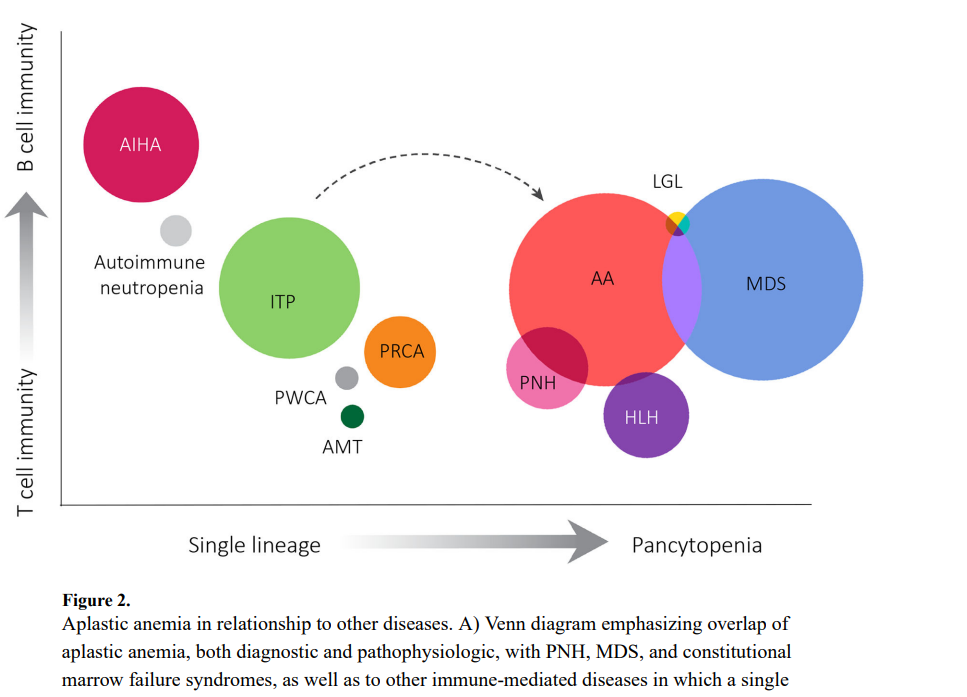 B cell immunity
T cell immunity
AIHA
Autoimmune
neutropenia
ITP
PRCA
PWCA
AMT
LGL
AA
MDS
PNH
HLH
Single lineage
Pancytopenia
Figure 2.
Aplastic anemia in relationship to other diseases. A) Venn diagram emphasizing overlap of
aplastic anemia, both diagnostic and pathophysiologic, with PNH, MDS, and constitutional
marrow failure syndromes, as well as to other immune-mediated diseases in which a single